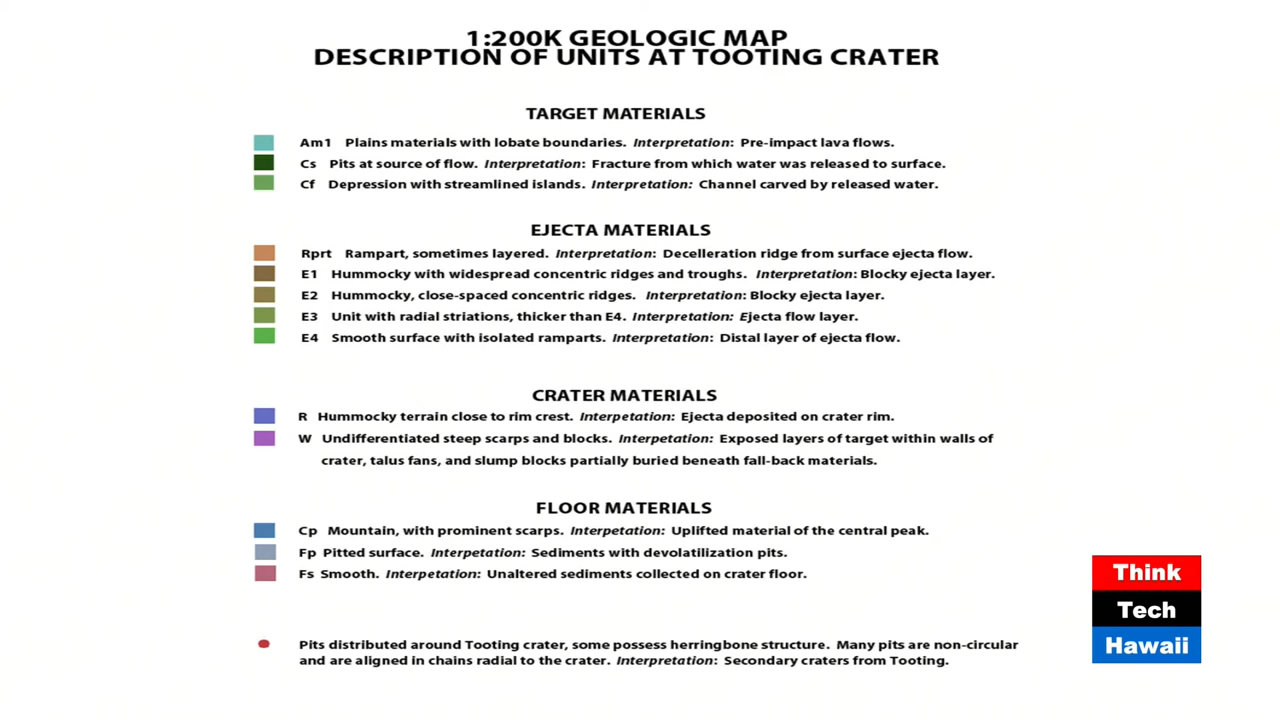 1:200K GEOLOGIC MAP
DESCRIPTION OF UNITS AT TOOTING CRATER
TARGET MATERIALS
Am1 Plains materials with lobate boundaries. Interpretation: Pre-impact lava flows.
Cs Pits at source of flow. Interpretation: Fracture from which water was released to surface.
Cf Depression with streamlined islands. Interpretation: Channel carved by released water.
EJECTA MATERIALS
Rprt Rampart, sometimes layered. Interpretation: Decelleration ridge from surface ejecta flow.
E1 Hummocky with widespread concentric ridges and troughs. Interpretation: Blocky ejecta layer.
E2 Hummocky, close-spaced concentric ridges. Interpretation: Blocky ejecta layer.
E3 Unit with radial striations, thicker than E4. Interpretation: Ejecta flow layer.
E4 Smooth surface with isolated ramparts. Interpretation: Distal layer of ejecta flow.
CRATER MATERIALS
R Hummocky terrain close to rim crest. Interpetation: Ejecta deposited on crater rim.
W Undifferentiated steep scarps and blocks. Interpetation: Exposed layers of target within walls of
crater, talus fans, and slump blocks partially buried beneath fall-back materials.
FLOOR MATERIALS
Cp Mountain, with prominent scarps. Interpetation: Uplifted material of the central peak.
Fp Pitted surface. Interpetation: Sediments with devolatilization pits.
Fs Smooth. Interpetation: Unaltered sediments collected on crater floor.
Pits distributed around Tooting crater, some possess herringbone structure. Many pits are non-circular
and are aligned in chains radial to the crater. Interpretation: Secondary craters from Tooting.
Think
Tech
Hawaii